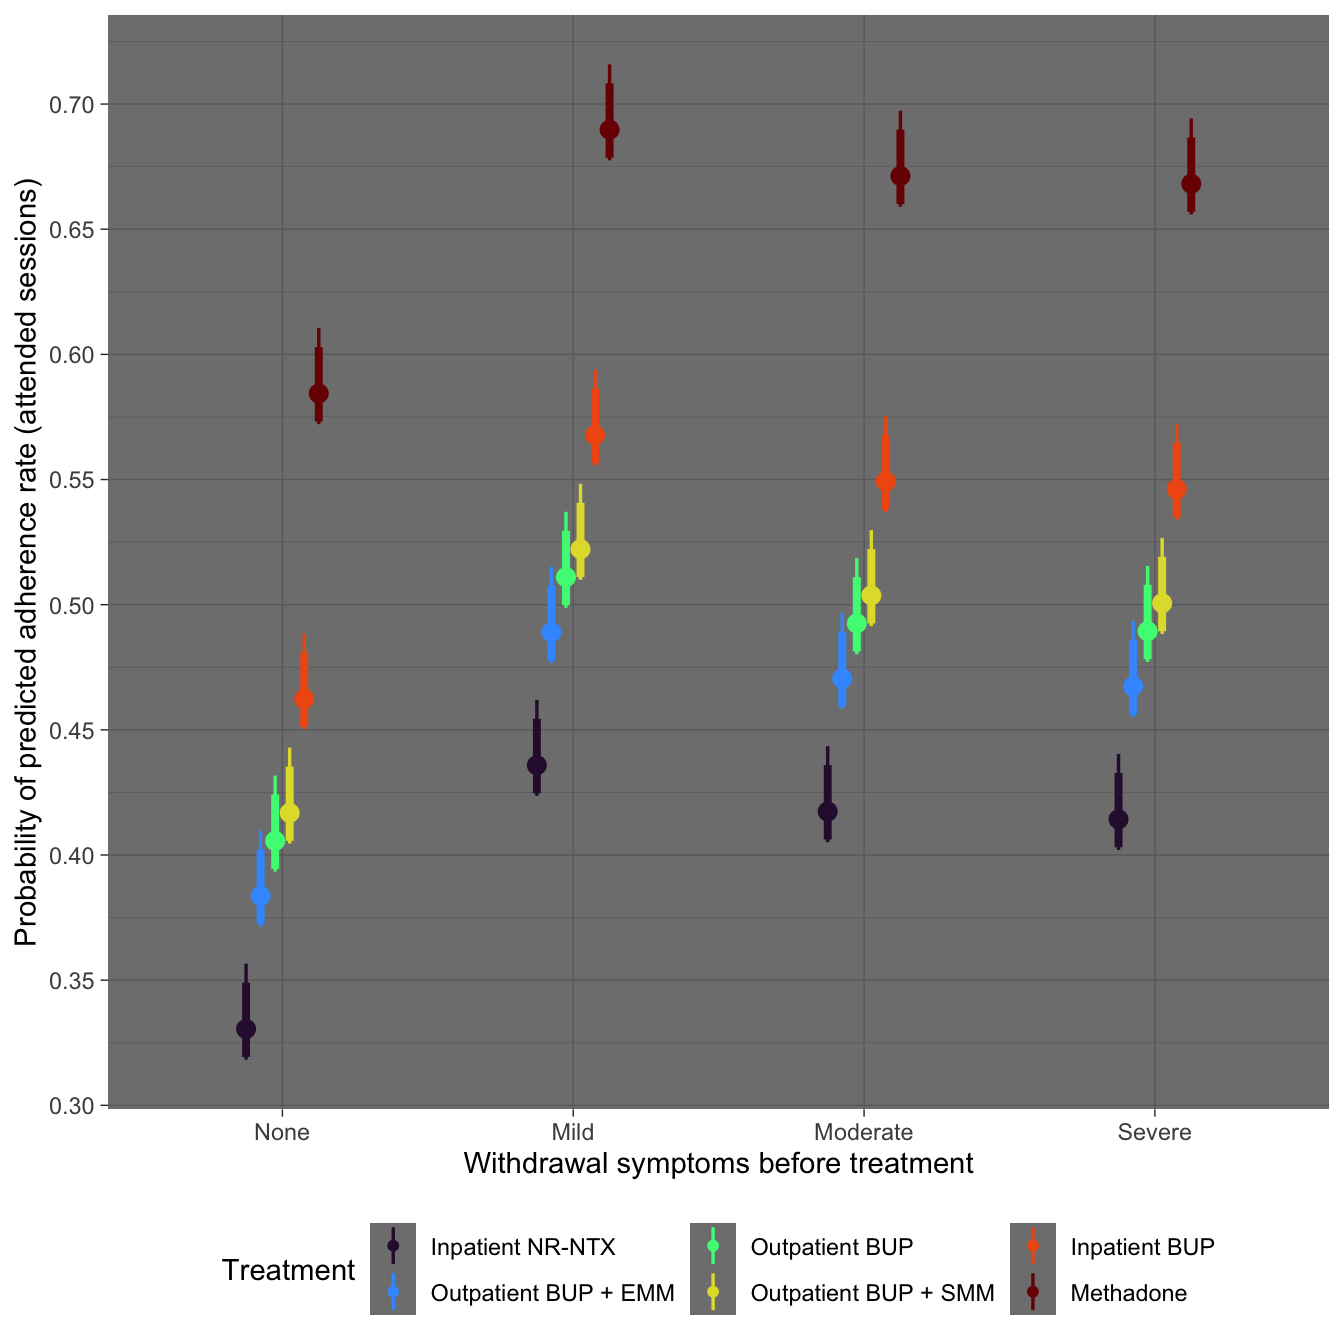 Probability of predicted adherence rate (attended sessions)
0.70
0.65
0.60
0.55
0.50
0.45
0.40
0.35
0.30
None Mild Moderate Severe
Withdrawal symptoms before treatment
Treatment
Inpatient NR-NTX Outpatient BUP Inpatient BUP
Outpatient BUP + EMM Outpatient BUP + SMM Methadone